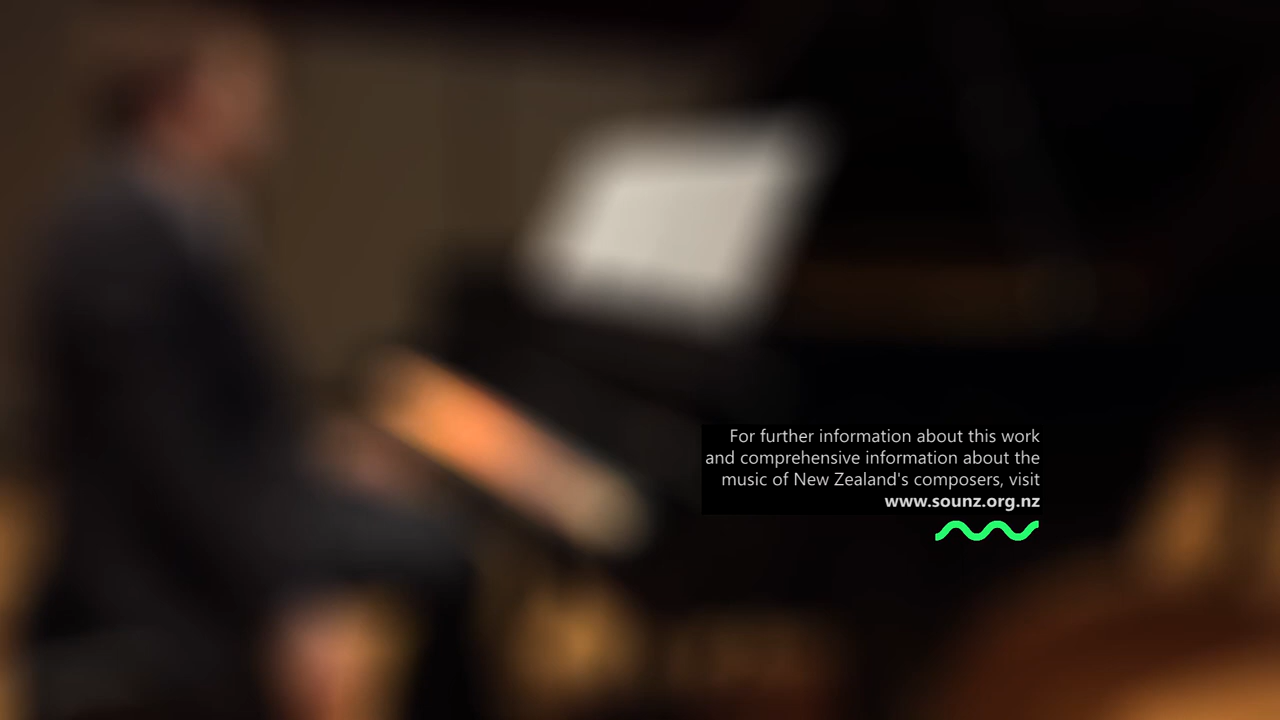 For further information about this work
and comprehensive information about the
music of New Zealand's composers, visit
www.sounz.org.nz